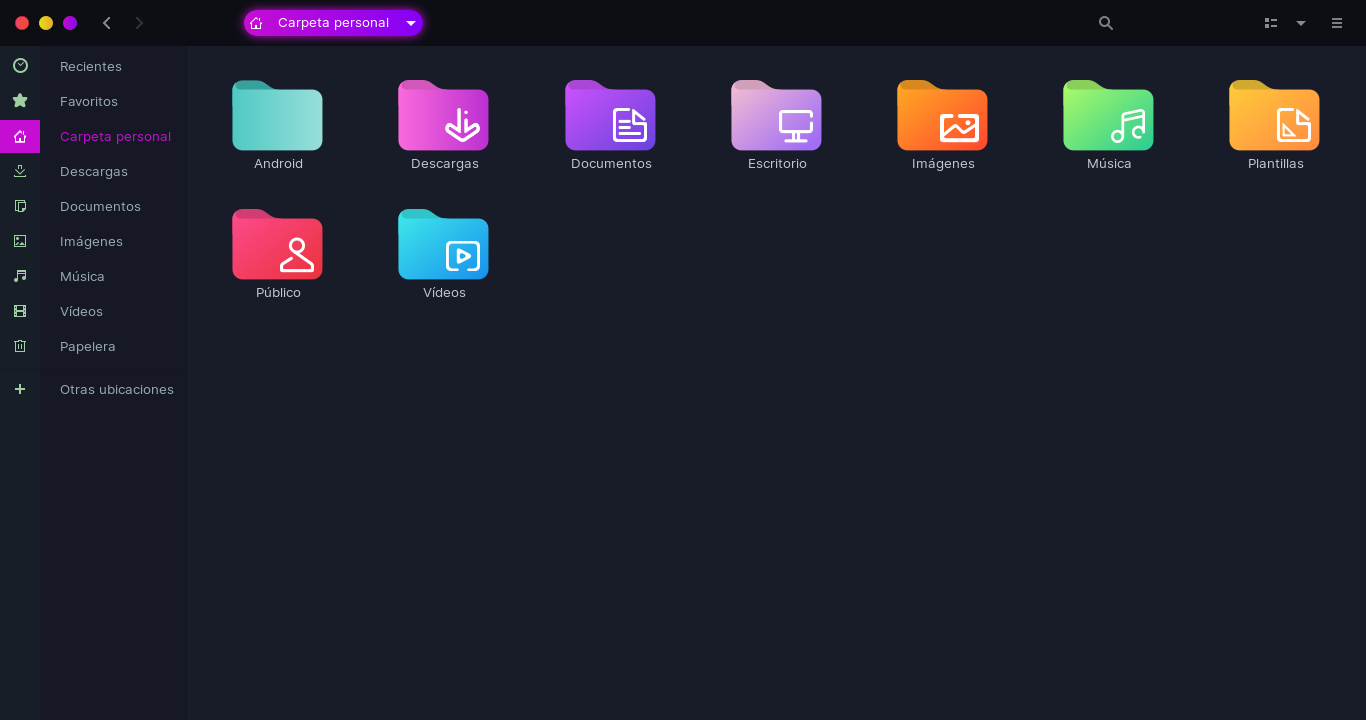 Carpeta personal
Recientes
Favoritos
Carpeta personal
Descargas
Documentos
Imágenes
Música
Vídeos
Papelera
Otras ubicaciones
Android
Descargas
Documentos
Escritorio
Imágenes
Música
Plantillas
Público
Vídeos